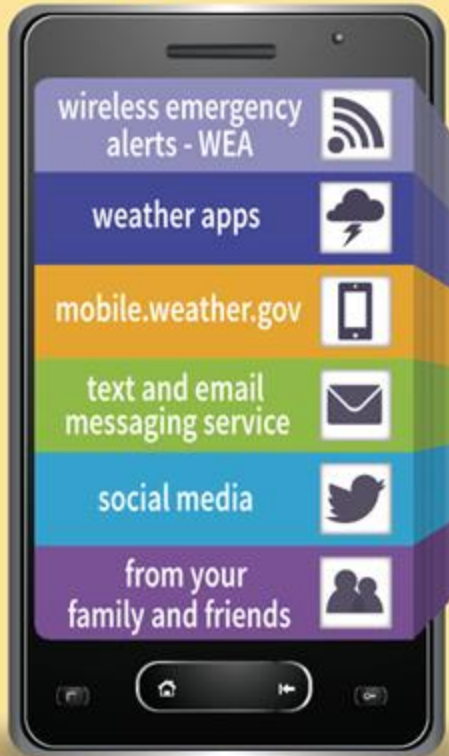 wireless emergency
alerts - WEA
weather apps
mobile.weather.gov
text and email
messaging service
social media
from your
family and friends